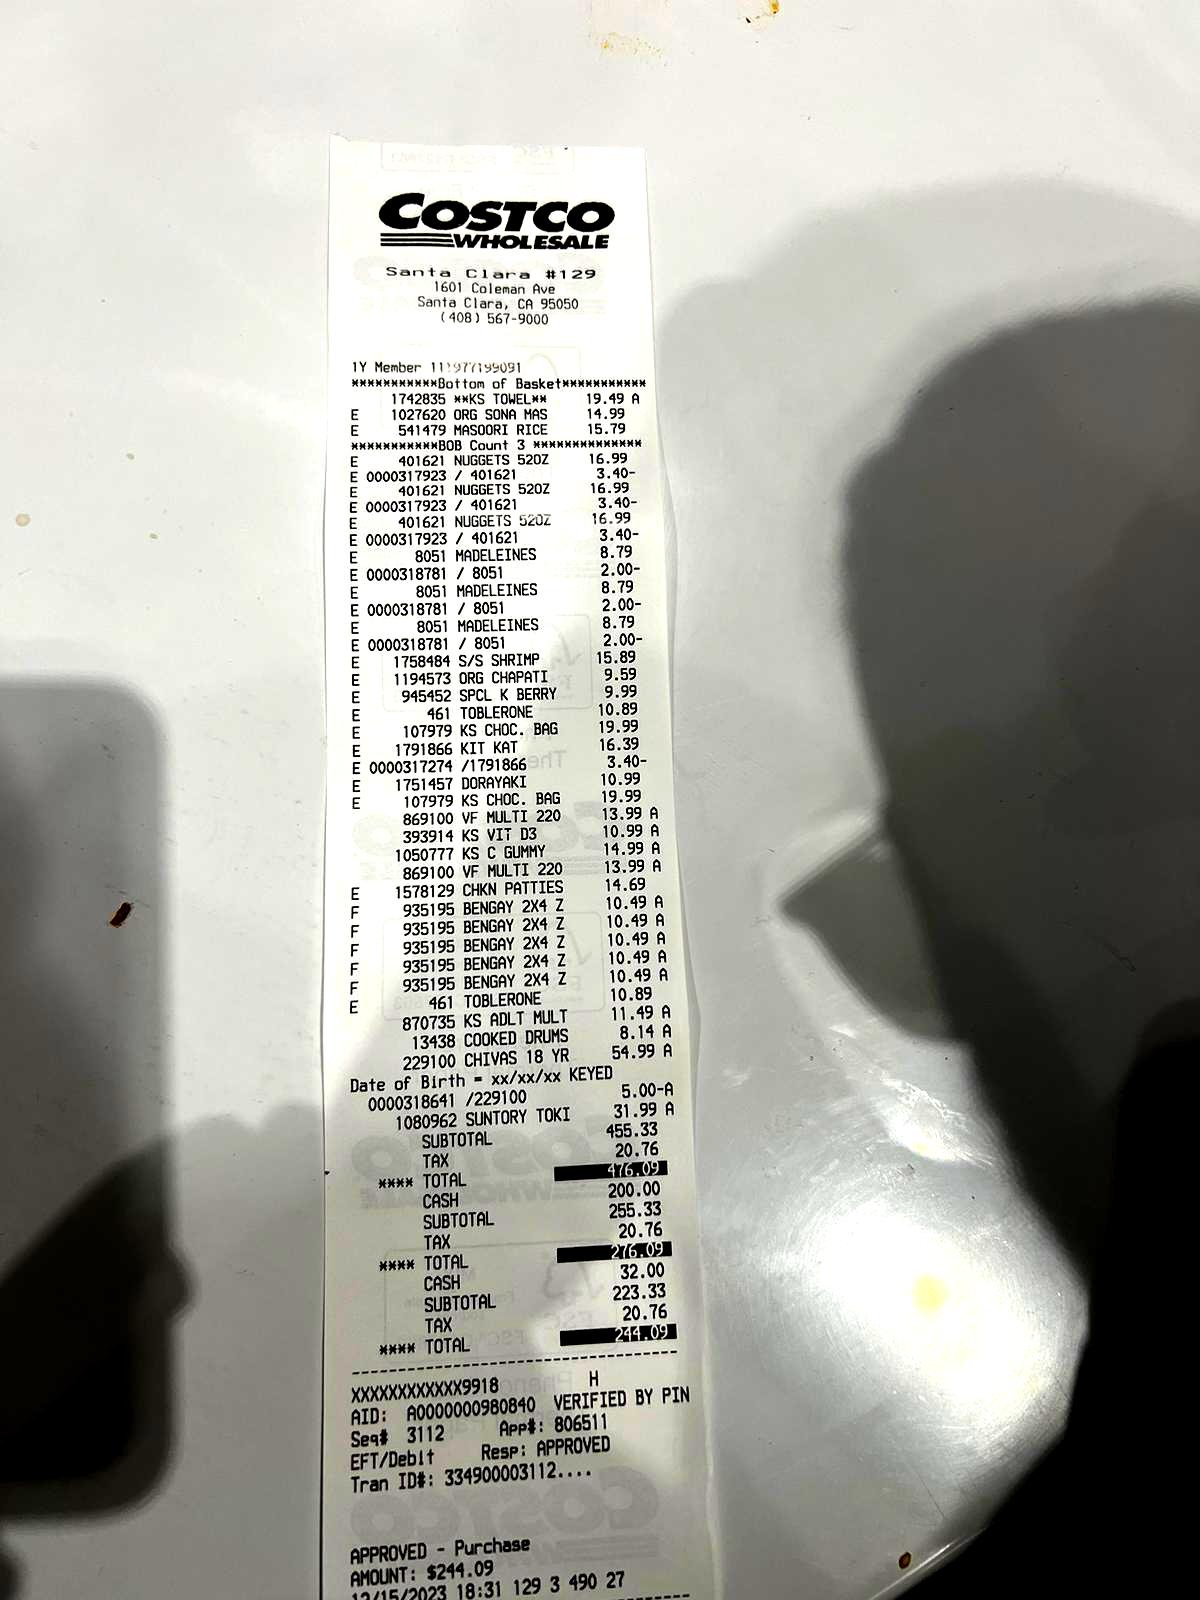 COSTCO
WHOLESALE
Santa Clara #129
1601 Coleman Ave
Santa Clara, CA 95050
(408) 567-9000
1Y Member 111977199091
***********Bottom of Basket***********
1742835 **KS TOWEL** 19.49 A
E 1027620 ORG SONA MAS 14.99
E 541479 MASOORI RICE 15.79
***********BOB Count 3 **************
E 401621 NUGGETS 52OZ 16.99
E 0000317923 / 401621 3.40-
E 401621 NUGGETS 52OZ 16.99
E 0000317923 / 401621 3.40-
E 401621 NUGGETS 52OZ 16.99
E 0000317923 / 401621 3.40-
E 8051 MADELEINES 8.79
E 0000318781 / 8051 2.00-
E 8051 MADELEINES 8.79
E 0000318781 / 8051 2.00-
E 8051 MADELEINES 8.79
E 0000318781 / 8051 2.00-
E 1758484 S/S SHRIMP 15.89
E 1194573 ORG CHAPATI 9.59
E 945452 SPCL K BERRY 9.99
E 461 TOBLERONE 10.89
E 107979 KS CHOC. BAG 19.99
E 1791866 KIT KAT 16.39
E 0000317274 /1791866 3.40-
E 1751457 DORAYAKI 10.99
E 107979 KS CHOC. BAG 19.99
869100 VF MULTI 220 13.99 A
393914 KS VIT D3 10.99 A
1050777 KS C GUMMY 14.99 A
869100 VF MULTI 220 13.99 A
E 1578129 CHKN PATTIES 14.69
F 935195 BENGAY 2X4 Z 10.49 A
F 935195 BENGAY 2X4 Z 10.49 A
F 935195 BENGAY 2X4 Z 10.49 A
F 935195 BENGAY 2X4 Z 10.49 A
F 935195 BENGAY 2X4 Z 10.49 A
E 461 TOBLERONE 10.89
870735 KS ADLT MULT 11.49 A
13438 COOKED DRUMS 8.14 A
229100 CHIVAS 18 YR 54.99 A
Date of Birth = xx/xx/xx KEYED
0000318641 /229100 5.00-A
1080962 SUNTORY TOKI 31.99 A
SUBTOTAL 455.33
TAX 20.76
**** TOTAL 476.09
CASH 200.00
SUBTOTAL 255.33
TAX 20.76
**** TOTAL 276.09
CASH 32.00
SUBTOTAL 223.33
TAX 20.76
**** TOTAL 244.09
XXXXXXXXXXXX9918 H
AID: A0000000980840 VERIFIED BY PIN
Seq# 3112 App#: 806511
EFT/Debit Resp: APPROVED
Tran ID#: 334900003112....
APPROVED - Purchase
AMOUNT: $244.09
12/15/2023 18:31 129 3 490 27